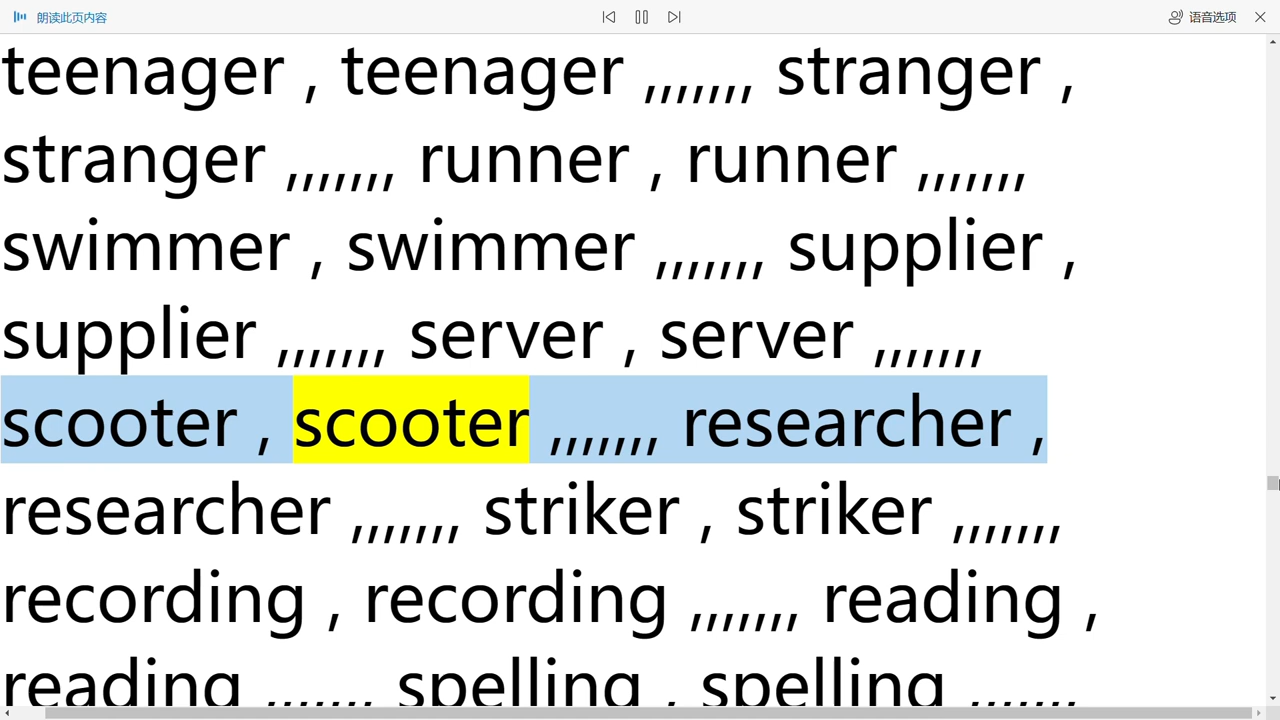 朗读此页内容 语音选项
teenager , teenager ,,,,,,, stranger ,
stranger ,,,,,,, runner , runner ,,,,,,,
swimmer , swimmer ,,,,,,, supplier ,
supplier ,,,,,,, server , server ,,,,,,,
scooter , scooter ,,,,,,, researcher ,
researcher ,,,,,,, striker , striker ,,,,,,,
recording , recording ,,,,,,, reading ,
reading ,,,,,,, spelling , spelling ,,,,,,,